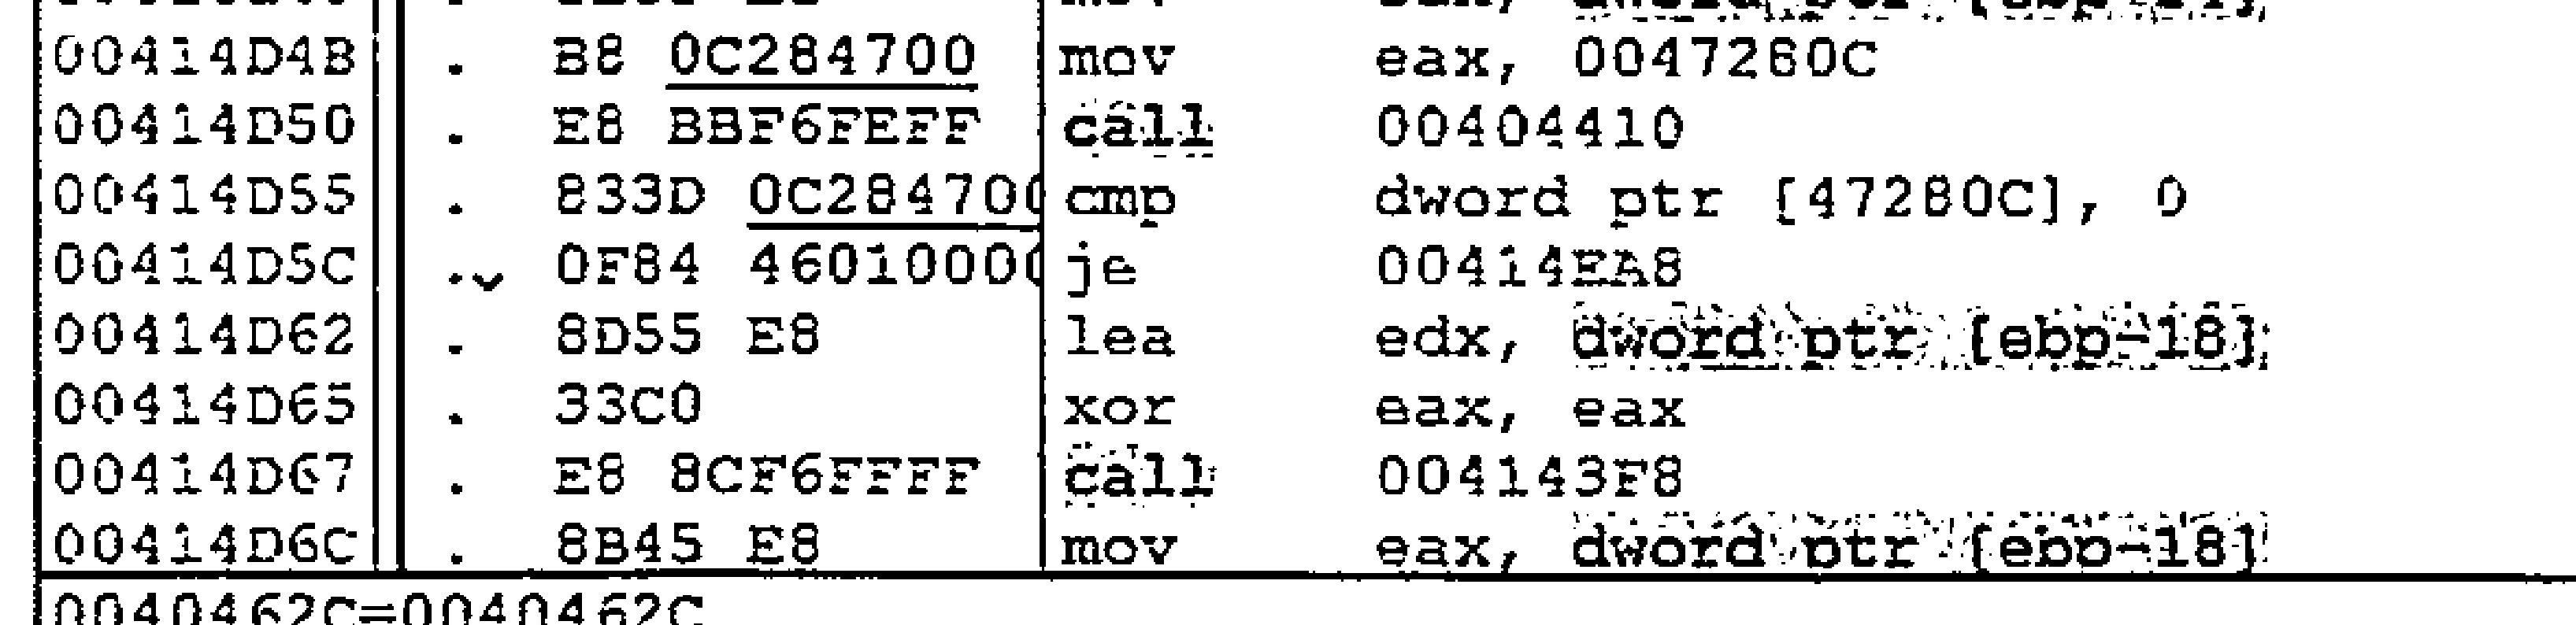 00414D4B . B8 0C284700 mov eax, 0047280C
00414D50 . E8 BBF6FEFF call 00404410
00414D55 . 833D 0C284700 cmp dword ptr [47280C], 0
00414D5C .⌄ 0F84 46010000 je 00414EA8
00414D62 . 8D55 E8 lea edx, dword ptr [ebp-18]
00414D65 . 33C0 xor eax, eax
00414D67 . E8 8CF6FFFF call 004143F8
00414D6C . 8B45 E8 mov eax, dword ptr [ebp-18]
0040462C=0040462C